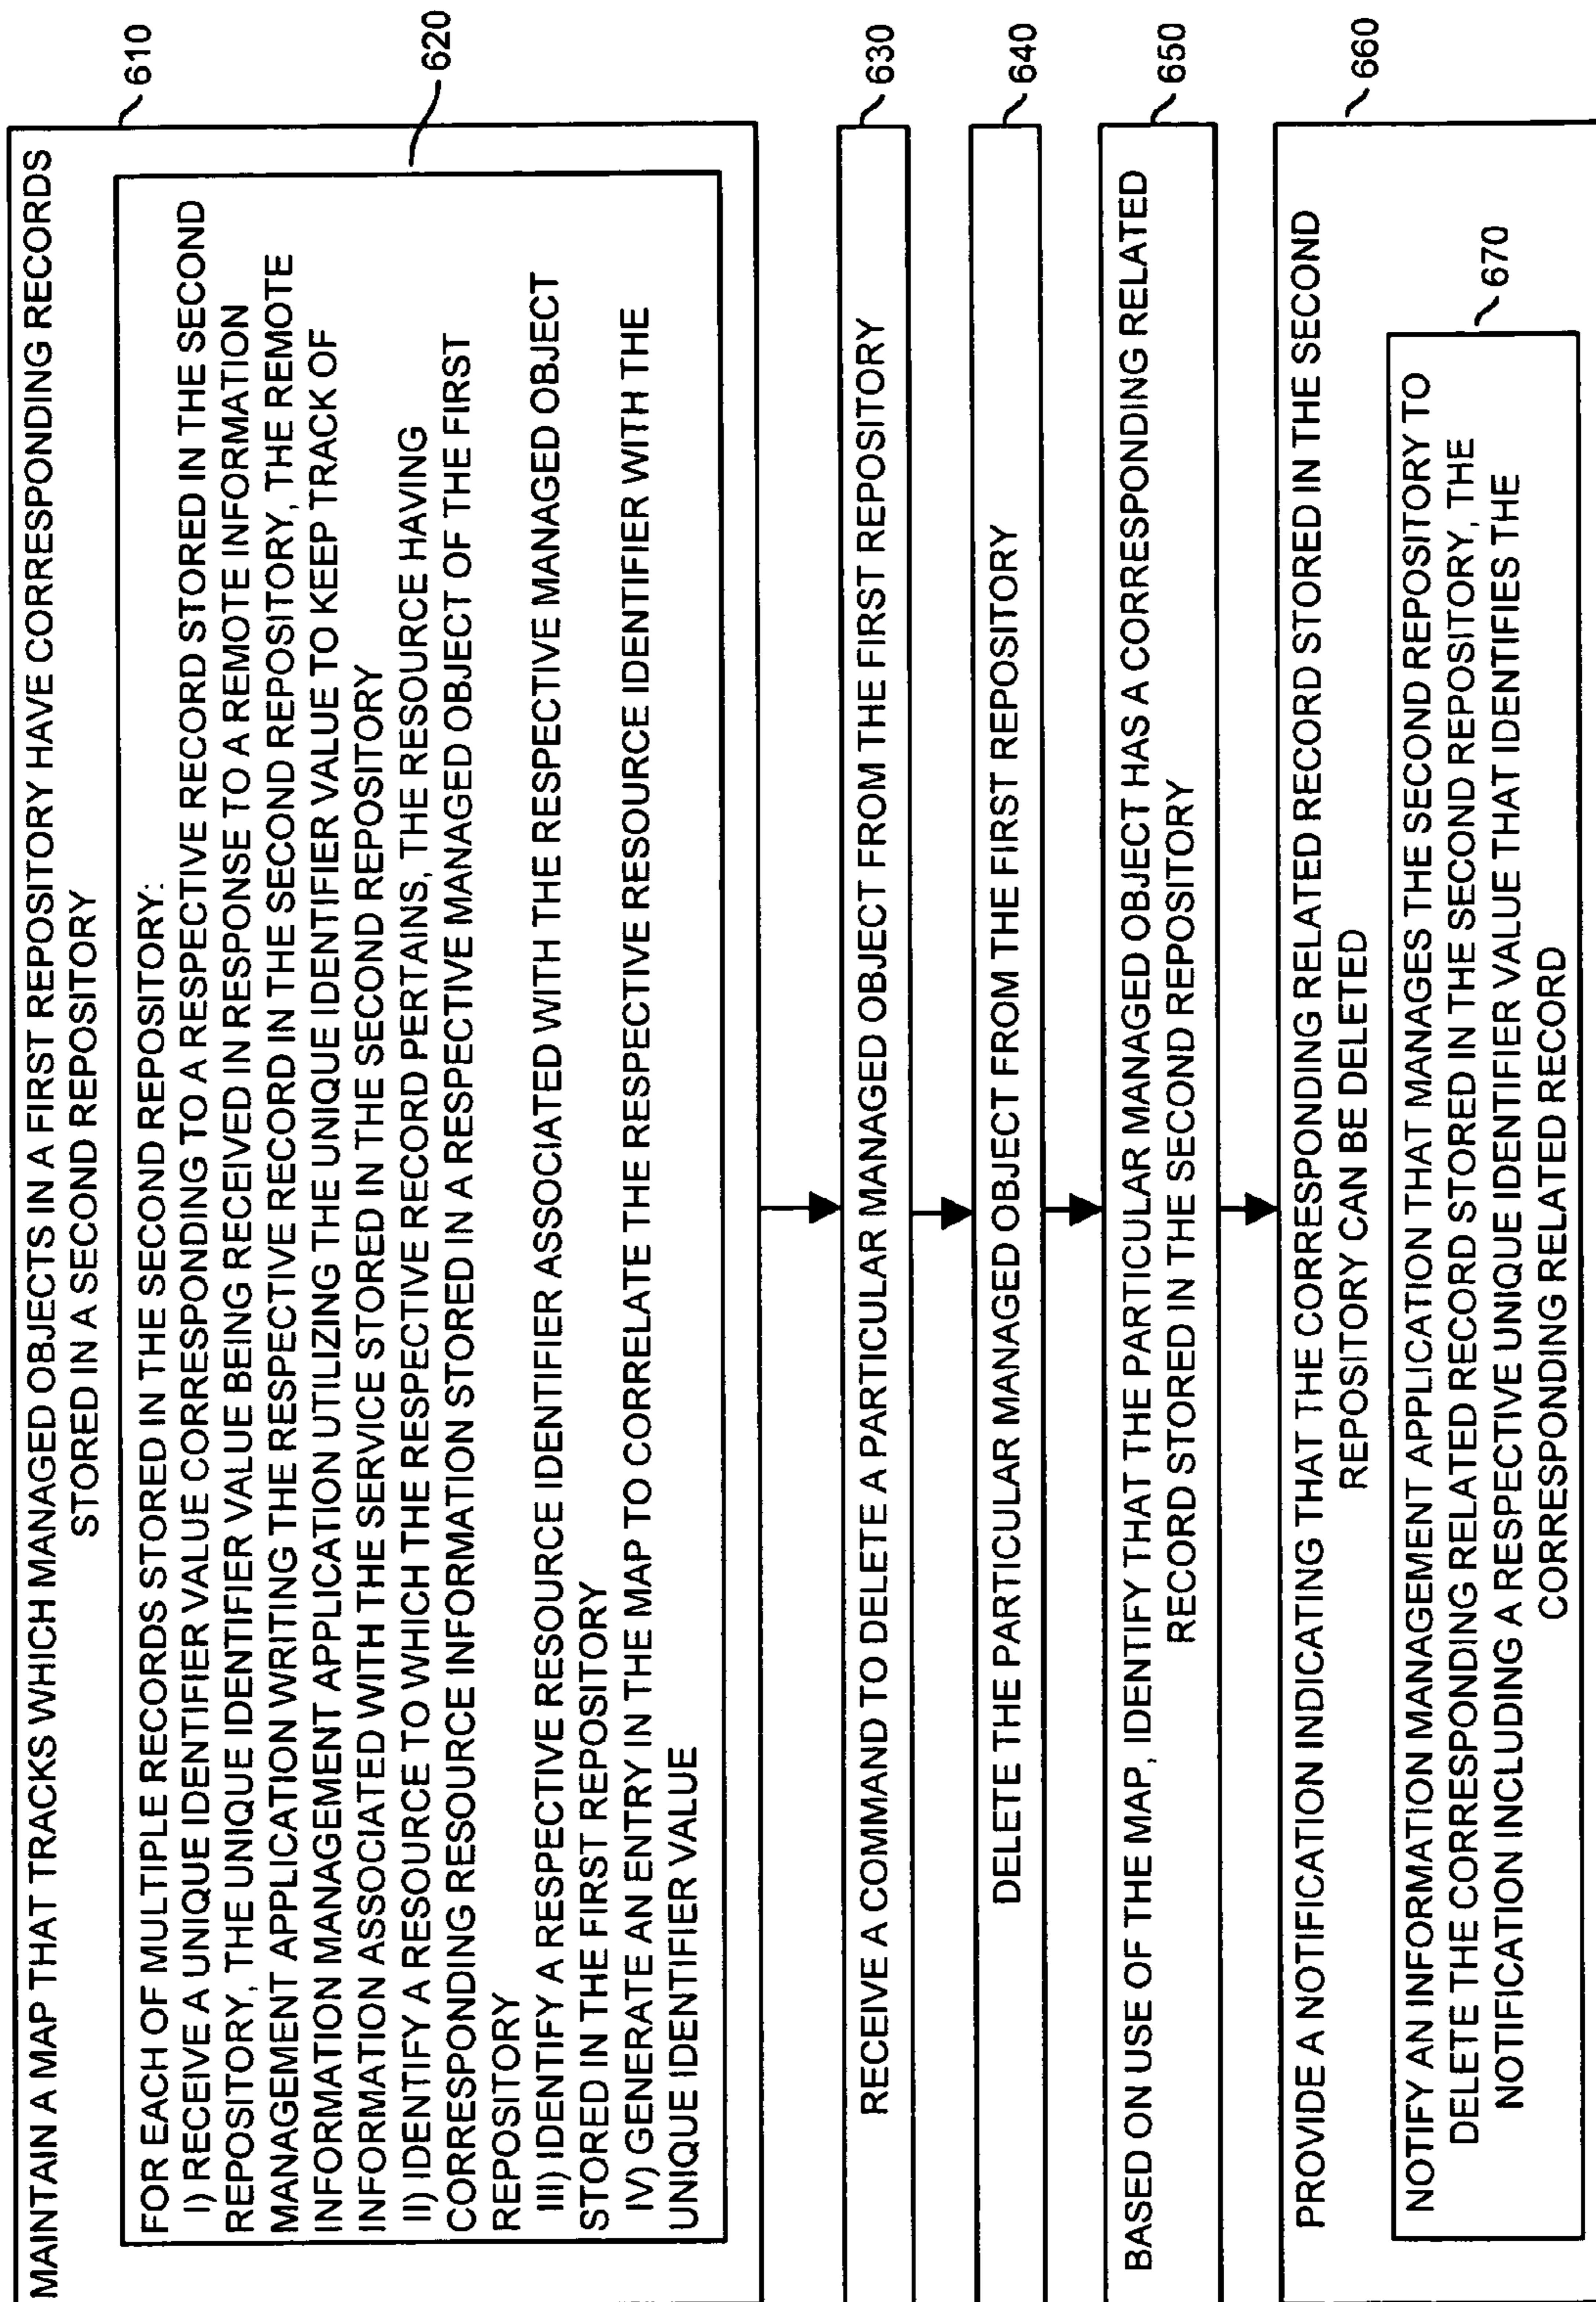 MAINTAIN A MAP THAT TRACKS WHICH MANAGED OBJECTS IN A FIRST REPOSITORY HAVE CORRESPONDING RECORDS
STORED IN A SECOND REPOSITORY
610
FOR EACH OF MULTIPLE RECORDS STORED IN THE SECOND REPOSITORY:
I) RECEIVE A UNIQUE IDENTIFIER VALUE CORRESPONDING TO A RESPECTIVE RECORD STORED IN THE SECOND
REPOSITORY, THE UNIQUE IDENTIFIER VALUE BEING RECEIVED IN RESPONSE TO A REMOTE INFORMATION
MANAGEMENT APPLICATION WRITING THE RESPECTIVE RECORD IN THE SECOND REPOSITORY, THE REMOTE
INFORMATION MANAGEMENT APPLICATION UTILIZING THE UNIQUE IDENTIFIER VALUE TO KEEP TRACK OF
INFORMATION ASSOCIATED WITH THE SERVICE STORED IN THE SECOND REPOSITORY
II) IDENTIFY A RESOURCE TO WHICH THE RESPECTIVE RECORD PERTAINS, THE RESOURCE HAVING
CORRESPONDING RESOURCE INFORMATION STORED IN A RESPECTIVE MANAGED OBJECT OF THE FIRST
REPOSITORY
III) IDENTIFY A RESPECTIVE RESOURCE IDENTIFIER ASSOCIATED WITH THE RESPECTIVE MANAGED OBJECT
STORED IN THE FIRST REPOSITORY
IV) GENERATE AN ENTRY IN THE MAP TO CORRELATE THE RESPECTIVE RESOURCE IDENTIFIER WITH THE
UNIQUE IDENTIFIER VALUE
620
RECEIVE A COMMAND TO DELETE A PARTICULAR MANAGED OBJECT FROM THE FIRST REPOSITORY
630
DELETE THE PARTICULAR MANAGED OBJECT FROM THE FIRST REPOSITORY
640
BASED ON USE OF THE MAP, IDENTIFY THAT THE PARTICULAR MANAGED OBJECT HAS A CORRESPONDING RELATED
RECORD STORED IN THE SECOND REPOSITORY
650
PROVIDE A NOTIFICATION INDICATING THAT THE CORRESPONDING RELATED RECORD STORED IN THE SECOND
REPOSITORY CAN BE DELETED
660
NOTIFY AN INFORMATION MANAGEMENT APPLICATION THAT MANAGES THE SECOND REPOSITORY TO
DELETE THE CORRESPONDING RELATED RECORD STORED IN THE SECOND REPOSITORY, THE
NOTIFICATION INCLUDING A RESPECTIVE UNIQUE IDENTIFIER VALUE THAT IDENTIFIES THE
CORRESPONDING RELATED RECORD
670